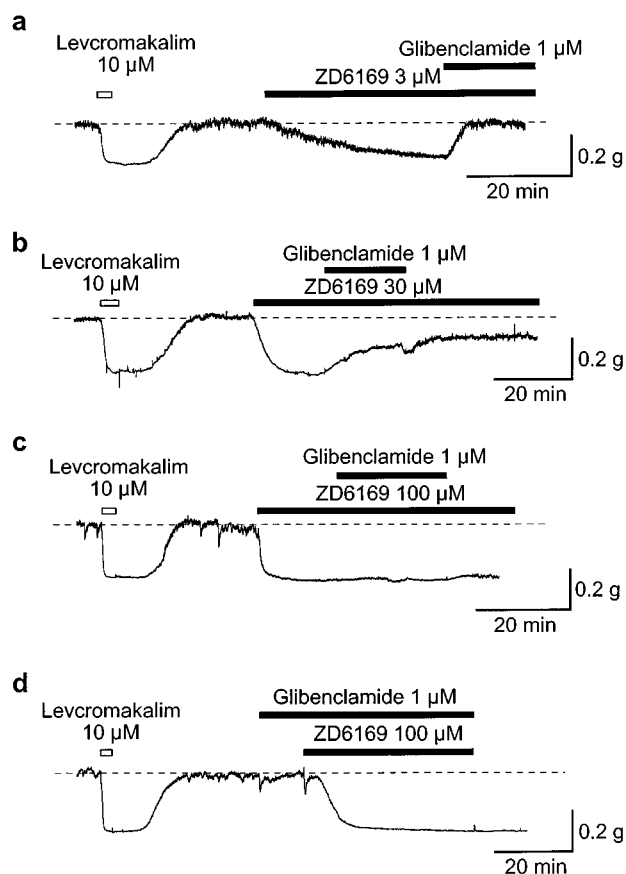 a
Levcromakalim
10 µM
Glibenclamide 1 µM
ZD6169 3 µM
0.2 g
20 min
b
Levcromakalim
10 µM
Glibenclamide 1 µM
ZD6169 30 µM
0.2 g
20 min
c
Levcromakalim
10 µM
Glibenclamide 1 µM
ZD6169 100 µM
0.2 g
20 min
d
Levcromakalim
10 µM
Glibenclamide 1 µM
ZD6169 100 µM
0.2 g
20 min